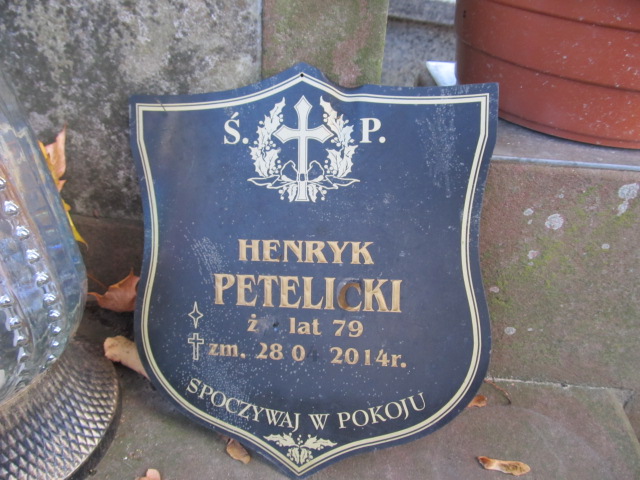 Ś. P.
HENRYK
PETELICKI
ż lat 79
zm. 28 0 2014r.
SPOCZYWAJ W POKOJU